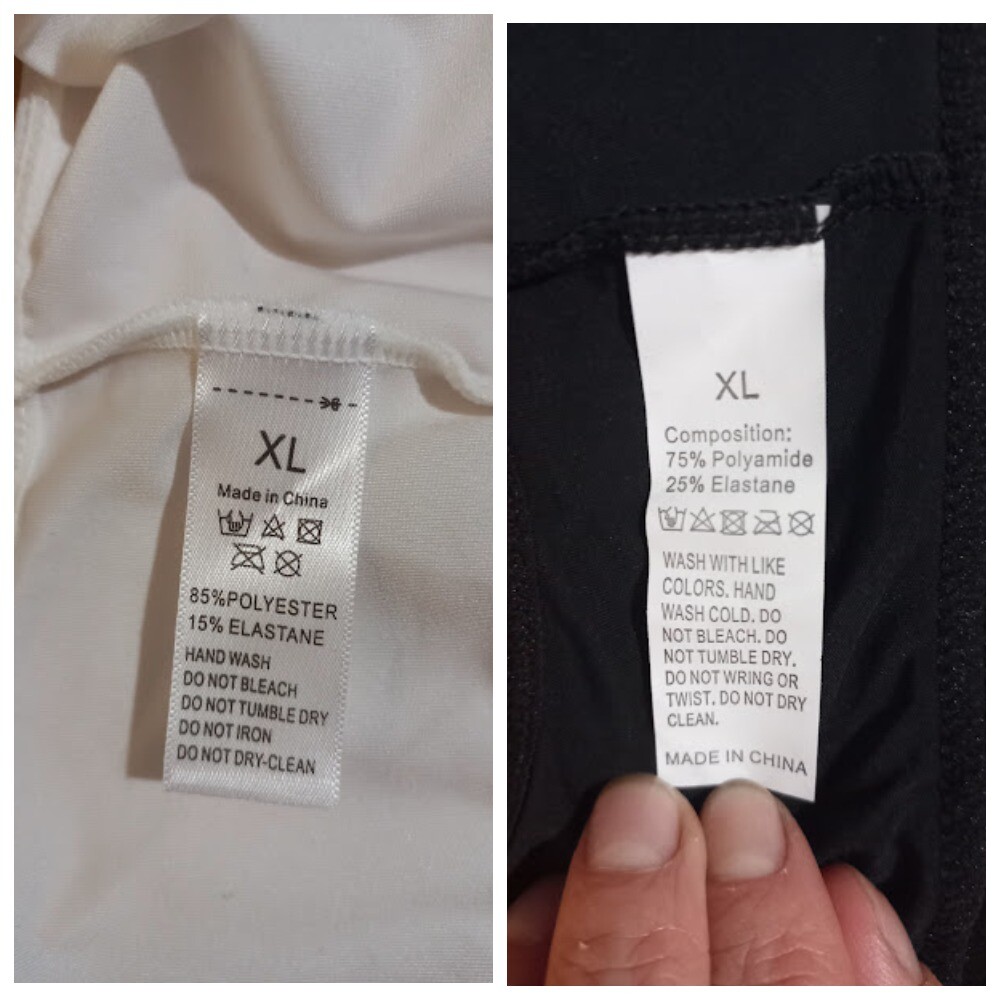 XL
Made in China
85%POLYESTER
15% ELASTANE
HAND WASH
DO NOT BLEACH
DO NOT TUMBLE DRY
DO NOT IRON
DO NOT DRY-CLEAN
XL
Composition:
75% Polyamide
25% Elastane
WASH WITH LIKE
COLORS. HAND
WASH COLD. DO
NOT BLEACH. DO
NOT TUMBLE DRY.
DO NOT WRING OR
TWIST. DO NOT DRY
CLEAN.
MADE IN CHINA